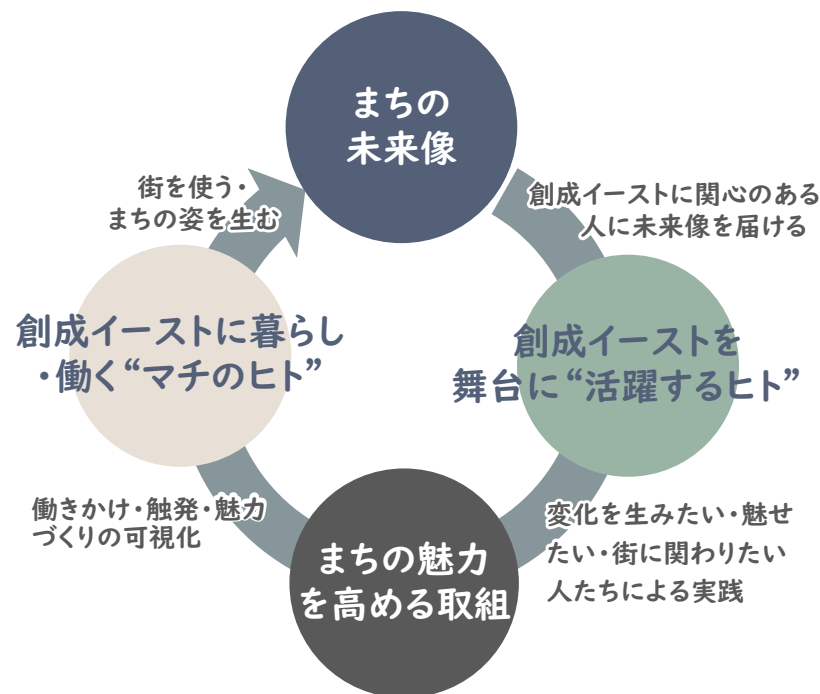 まちの
未来像
街を使う・
まちの姿を生む
創成イーストに関心のある
人に未来像を届ける
創成イーストに暮らし
・働く“マチのヒト”
創成イーストを
舞台に“活躍するヒト”
働きかけ・触発・魅力
づくりの可視化
変化を生みたい・魅せ
たい・街に関わりたい
人たちによる実践
まちの魅力
を高める取組